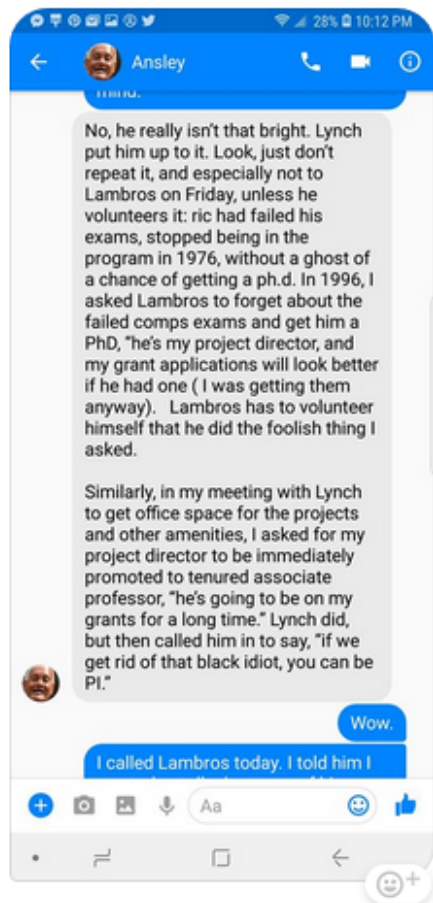 28% 10:12 PM
Ansley
mind.
No, he really isn't that bright. Lynch
put him up to it. Look, just don't
repeat it, and especially not to
Lambros on Friday, unless he
volunteers it: ric had failed his
exams, stopped being in the
program in 1976, without a ghost of
a chance of getting a ph.d. In 1996, I
asked Lambros to forget about the
failed comps exams and get him a
PhD, “he's my project director, and
my grant applications will look better
if he had one ( I was getting them
anyway).   Lambros has to volunteer
himself that he did the foolish thing I
asked.
Similarly, in my meeting with Lynch
to get office space for the projects
and other amenities, I asked for my
project director to be immediately
promoted to tenured associate
professor, “he's going to be on my
grants for a long time.” Lynch did,
but then called him in to say, “if we
get rid of that black idiot, you can be
PI.”
Wow.
I called Lambros today. I told him I
Aa